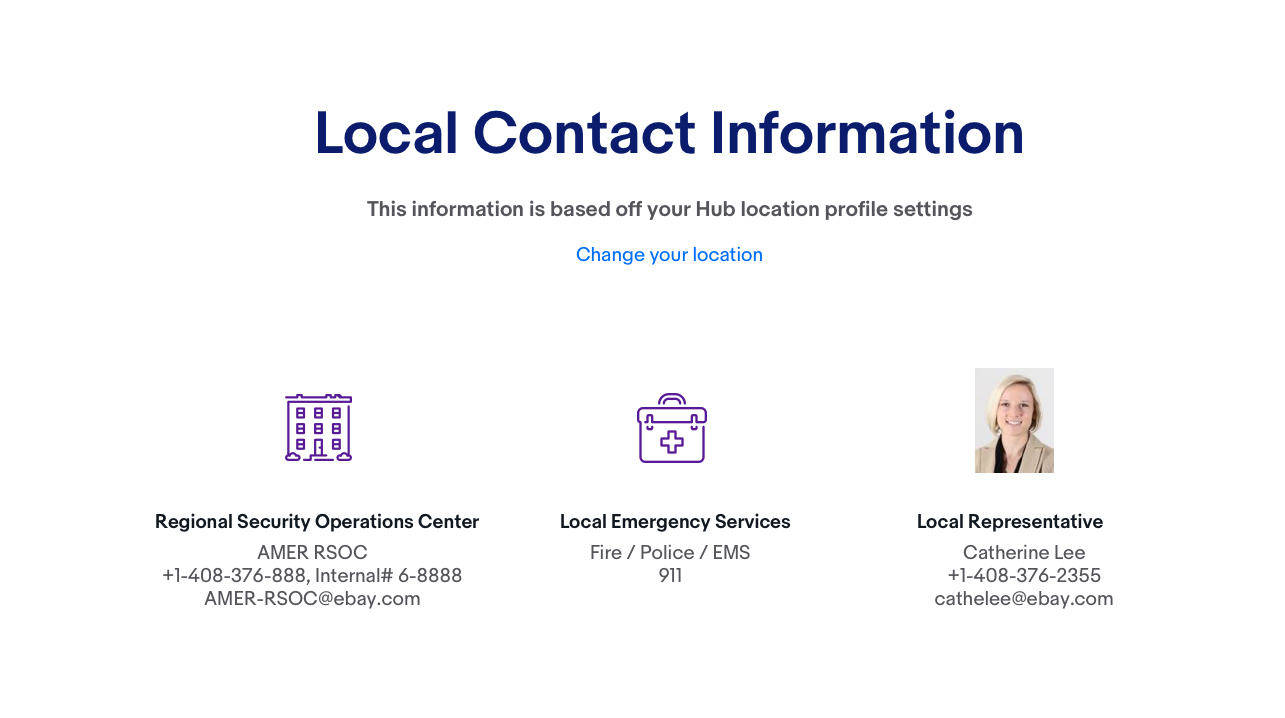 Local Contact Information
This information is based off your Hub location profile settings
Change your location
Regional Security Operations Center
AMER RSOC
+1-408-376-888, Internal# 6-8888
AMER-RSOC@ebay.com
Local Emergency Services
Fire / Police / EMS
911
Local Representative
Catherine Lee
+1-408-376-2355
cathelee@ebay.com